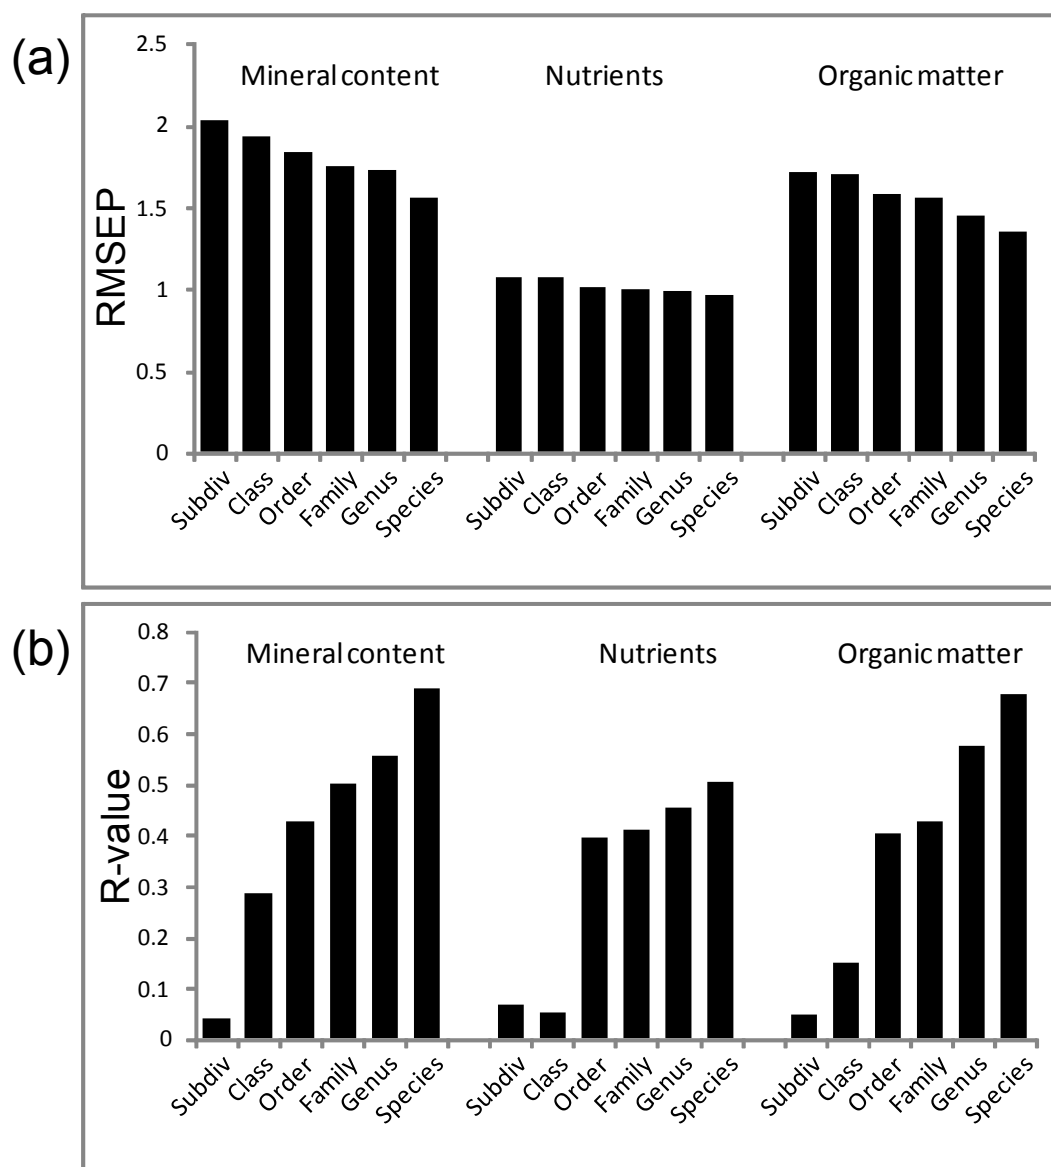 (a)
RMSEP
2.5
2
1.5
1
0.5
0
Mineral content Nutrients Organic matter
Subdiv Class Order Family Genus Species Subdiv Class Order Family Genus Species Subdiv Class Order Family Genus Species
(b)
R-value
0.8
0.7
0.6
0.5
0.4
0.3
0.2
0.1
0
Mineral content Nutrients Organic matter
Subdiv Class Order Family Genus Species Subdiv Class Order Family Genus Species Subdiv Class Order Family Genus Species